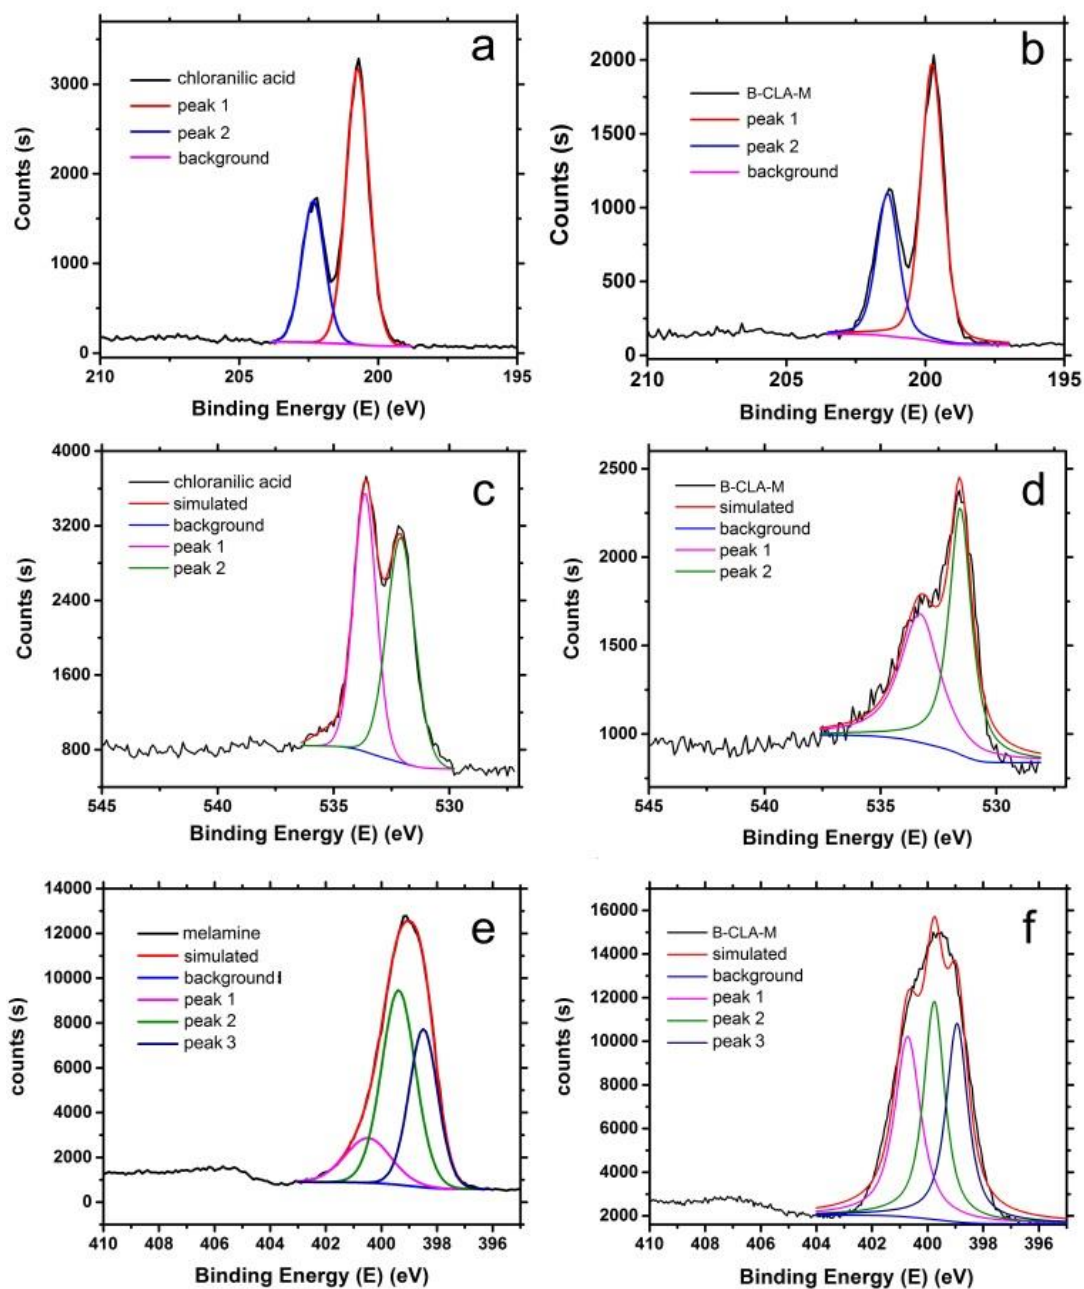 a
chloranilic acid
peak 1
peak 2
background
Counts (s)
3000
2000
1000
0
210
205
200
195
Binding Energy (E) (eV)
b
B-CLA-M
peak 1
peak 2
background
Counts (s)
2000
1500
1000
500
0
210
205
200
195
Binding Energy (E) (eV)
c
chloranilic acid
simulated
background
peak 1
peak 2
Counts (s)
4000
3200
2400
1600
800
545
540
535
530
Binding Energy (E) (eV)
d
B-CLA-M
simulated
background
peak 1
peak 2
Counts (s)
2500
2000
1500
1000
545
540
535
530
Binding Energy (E) (eV)
e
melamine
simulated
background
peak 1
peak 2
peak 3
counts (s)
14000
12000
10000
8000
6000
4000
2000
0
410
408
406
404
402
400
398
396
Binding Energy (E) (eV)
f
B-CLA-M
simulated
background
peak 1
peak 2
peak 3
counts (s)
16000
14000
12000
10000
8000
6000
4000
2000
410
408
406
404
402
400
398
396
Binding Energy (E) (eV)